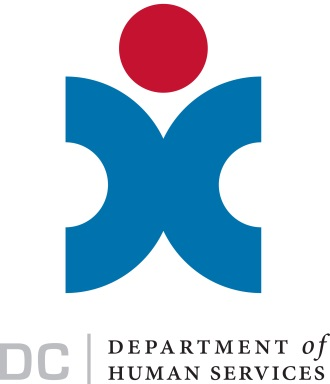 DC
DEPARTMENT of
HUMAN SERVICES